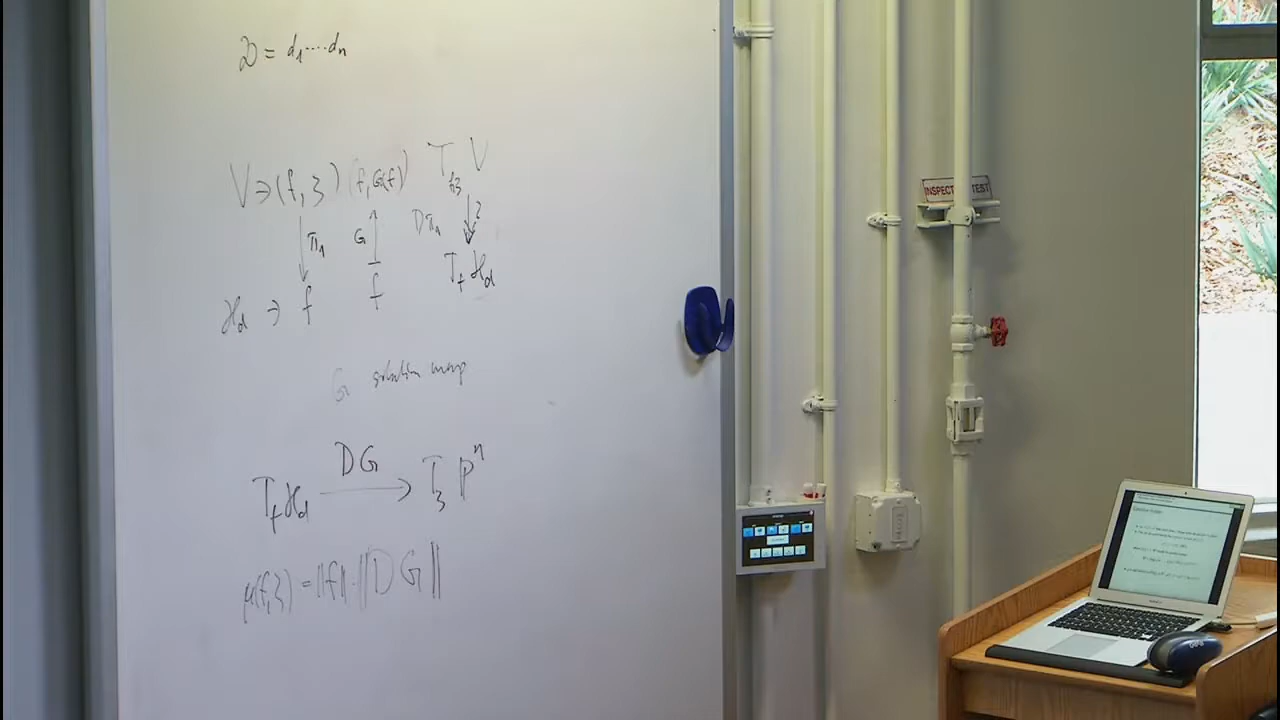 𝒟 = d₁····dₙ
V ∋ (f, ζ) (f, G(f)) T_{f,ζ} V
↓ π₁ G ↑ Dπ₁ ↓ ?
ℋ_d ∋ f f T_f ℋ_d
G solution map
T_f ℋ_d —DG→ T_ζ ℙⁿ
μ(f,ζ) = ‖f‖·‖DG‖
INSPECT TEST